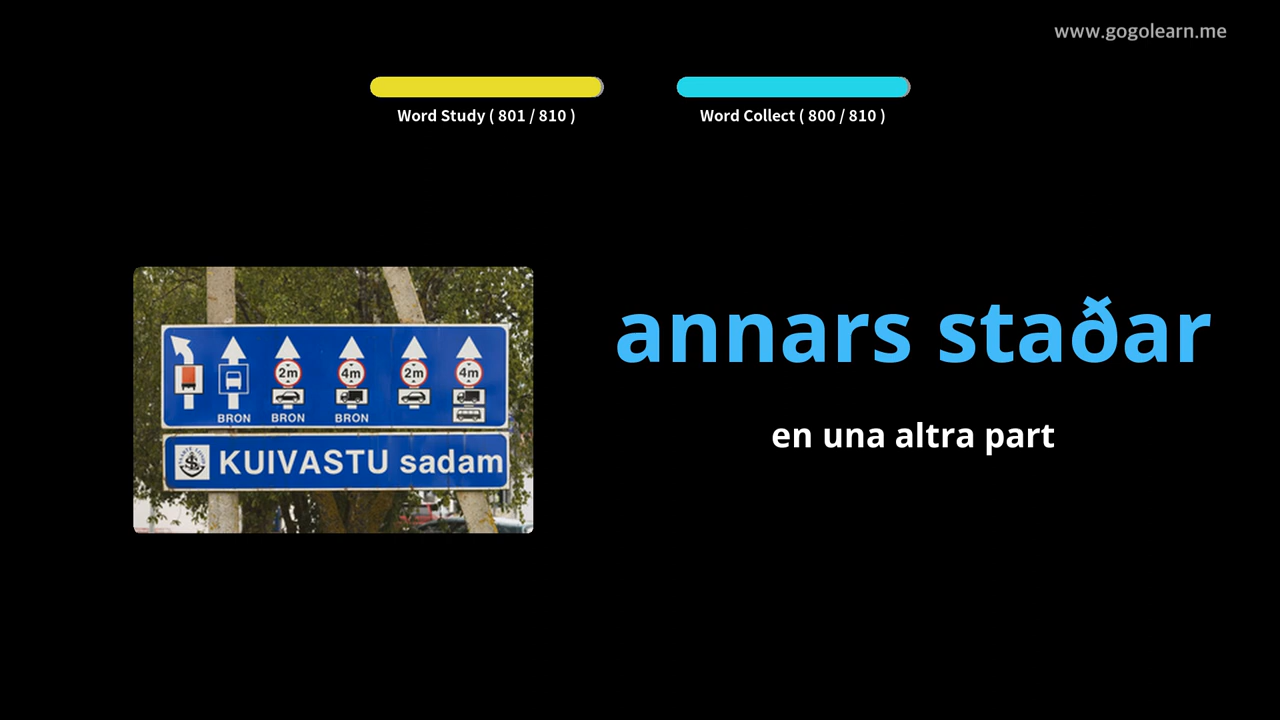 www.gogolearn.me
Word Study ( 801 / 810 )
Word Collect ( 800 / 810 )
annars staðar
en una altra part
2m 4m 2m 4m
BRON BRON BRON
KUIVASTU sadam